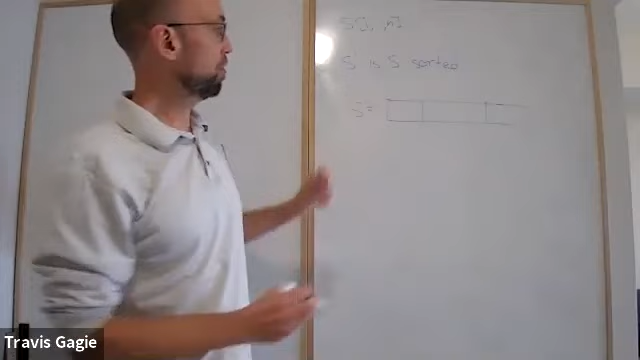 S[1, n]
S' is S sorted
S' =
Travis Gagie